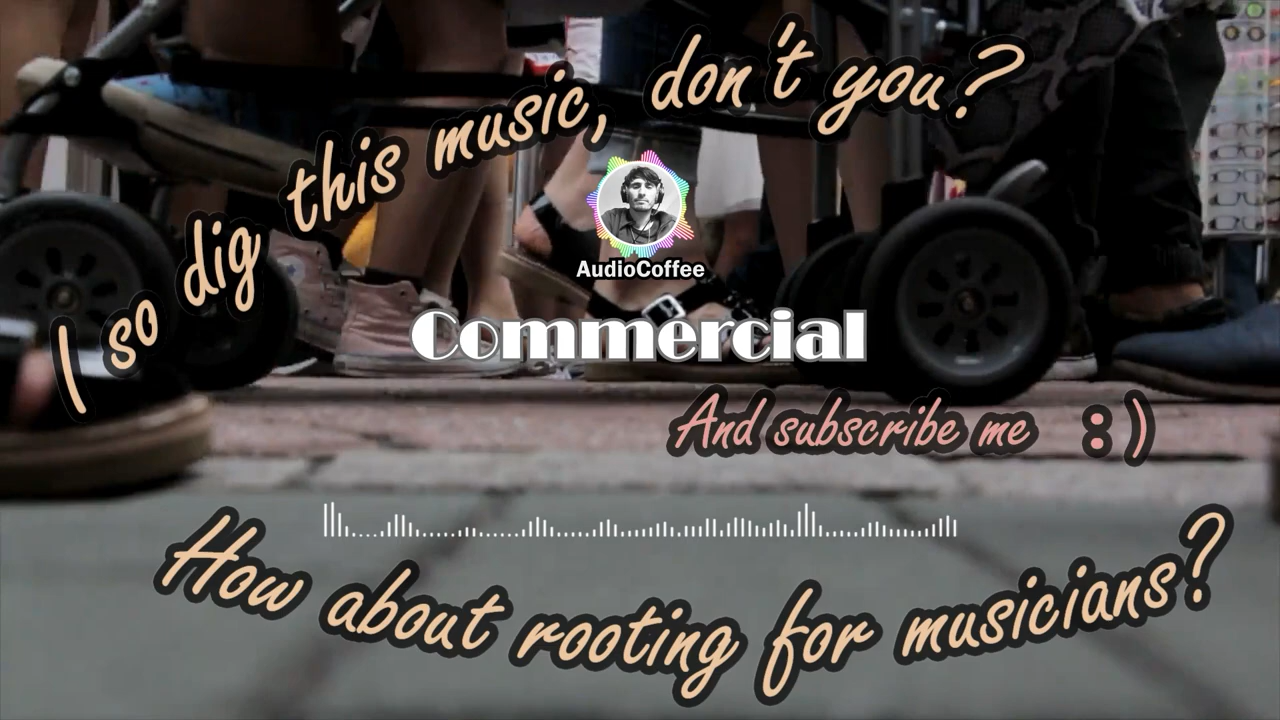 I so dig this music, don't you?
AudioCoffee
Commercial
And subscribe me :)
How about rooting for musicians?